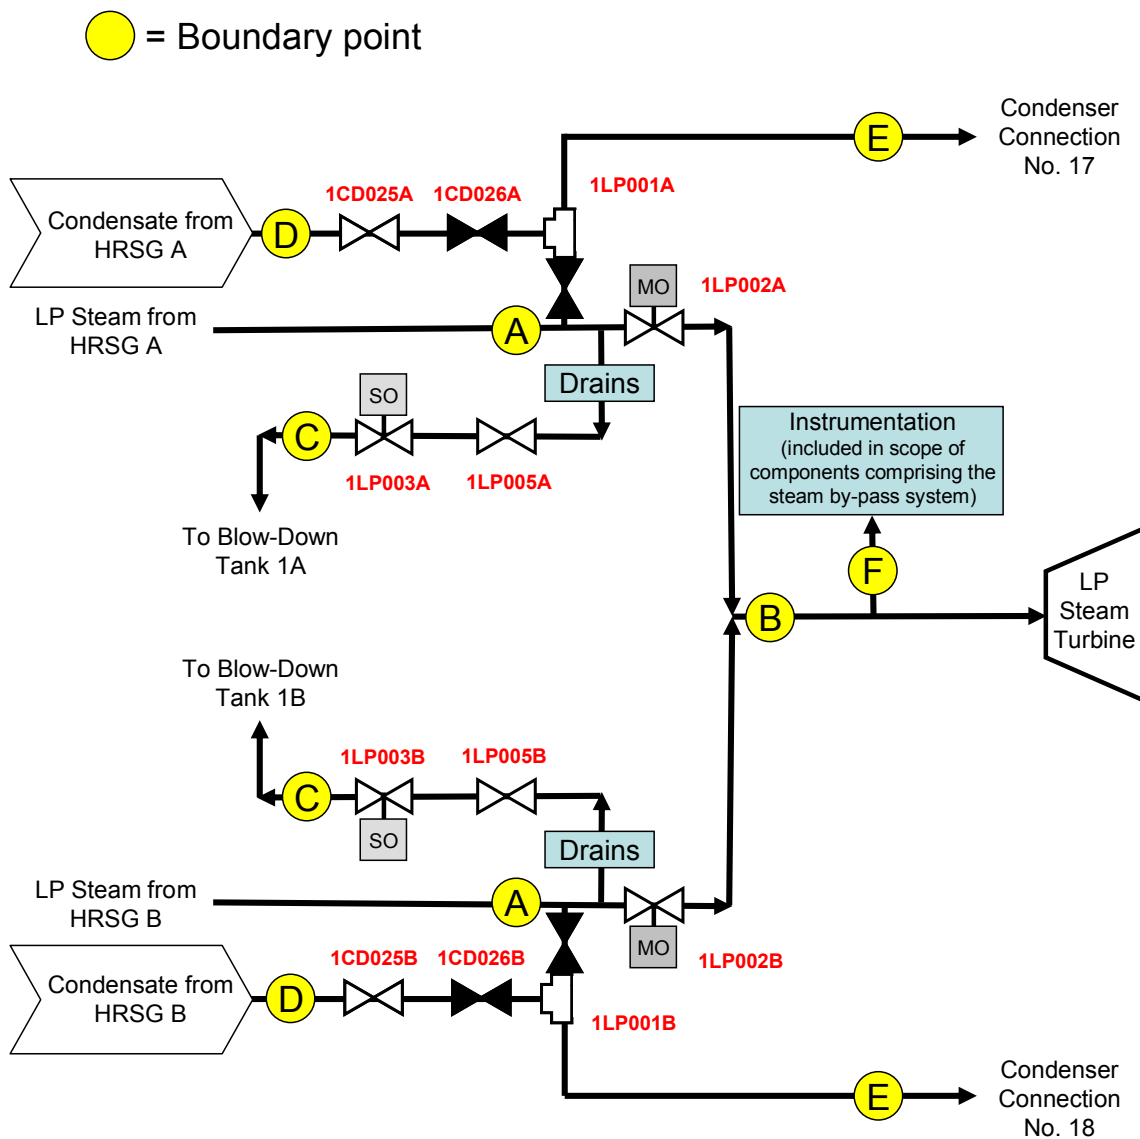 = Boundary point
E
Condenser
Connection
No. 17
1CD025A
1CD026A
1LP001A
Condensate from
HRSG A
D
MO
1LP002A
LP Steam from
HRSG A
A
Drains
SO
C
1LP003A
1LP005A
To Blow-Down
Tank 1A
Instrumentation
(included in scope of
components comprising the
steam by-pass system)
F
B
LP
Steam
Turbine
To Blow-Down
Tank 1B
1LP003B
1LP005B
C
SO
Drains
LP Steam from
HRSG B
A
MO
1LP002B
1CD025B
1CD026B
Condensate from
HRSG B
D
1LP001B
E
Condenser
Connection
No. 18